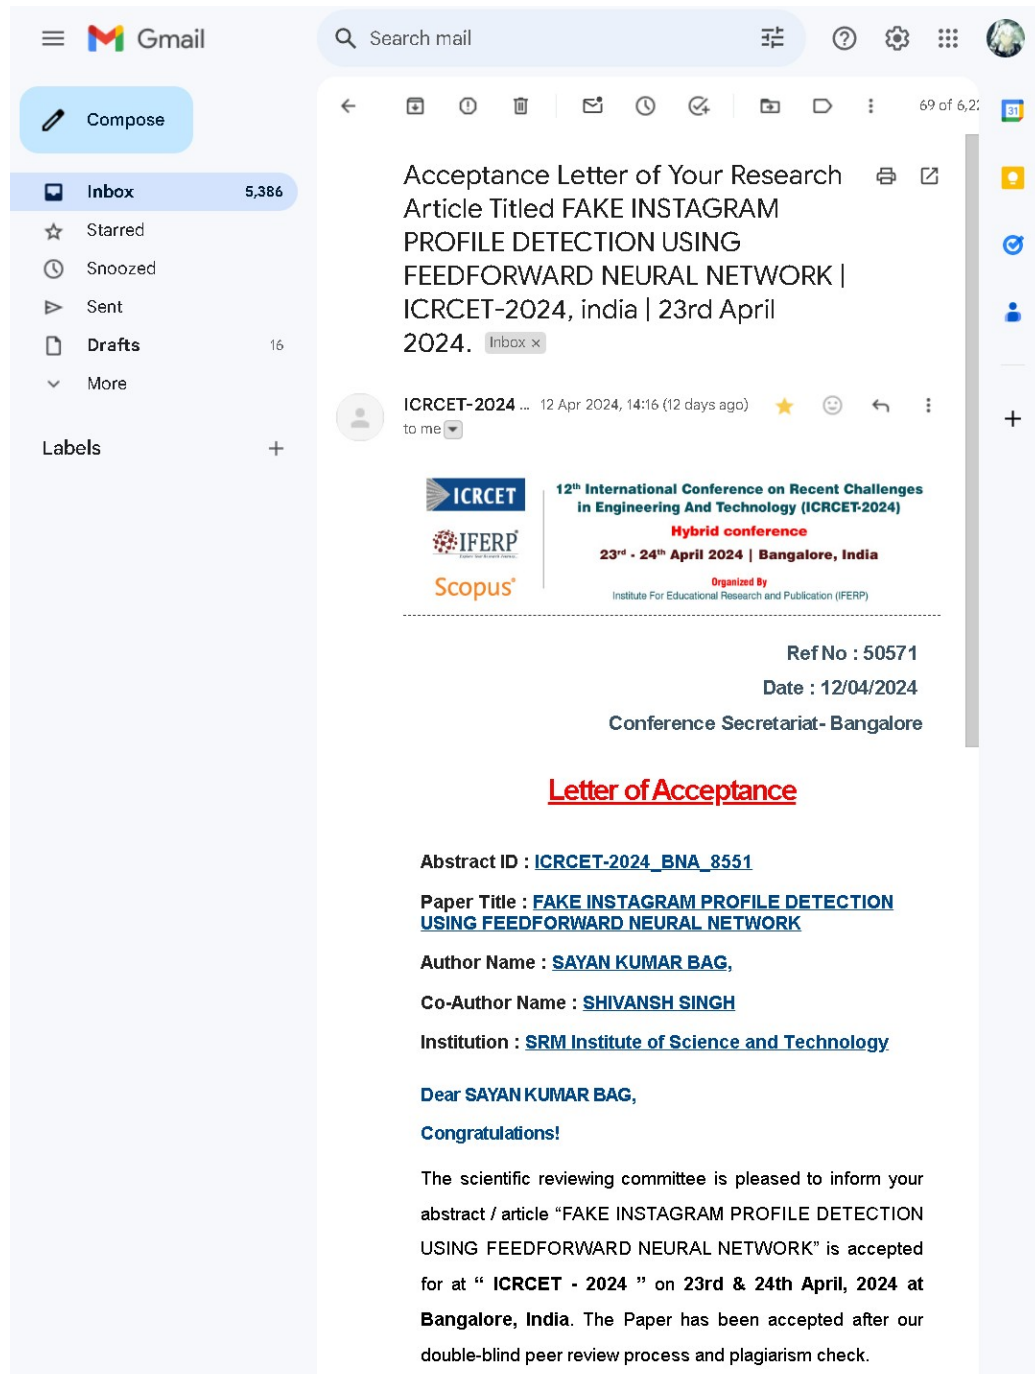 Gmail
Search mail
Compose
69 of 6,22
31
Inbox 5,386
Starred
Snoozed
Sent
Drafts 16
More
Labels
Acceptance Letter of Your Research
Article Titled FAKE INSTAGRAM
PROFILE DETECTION USING
FEEDFORWARD NEURAL NETWORK |
ICRCET-2024, india | 23rd April
2024. Inbox ×
ICRCET-2024 ... 12 Apr 2024, 14:16 (12 days ago)
to me
ICRCET
IFERP
Scopus
12th International Conference on Recent Challenges
in Engineering And Technology (ICRCET-2024)
Hybrid conference
23rd - 24th April 2024 | Bangalore, India
Organized By
Institute For Educational Research and Publication (IFERP)
Ref No : 50571
Date : 12/04/2024
Conference Secretariat- Bangalore
Letter of Acceptance
Abstract ID : ICRCET-2024_BNA_8551
Paper Title : FAKE INSTAGRAM PROFILE DETECTION
USING FEEDFORWARD NEURAL NETWORK
Author Name : SAYAN KUMAR BAG,
Co-Author Name : SHIVANSH SINGH
Institution : SRM Institute of Science and Technology
Dear SAYAN KUMAR BAG,
Congratulations!
The scientific reviewing committee is pleased to inform your
abstract / article “FAKE INSTAGRAM PROFILE DETECTION
USING FEEDFORWARD NEURAL NETWORK” is accepted
for at “ ICRCET - 2024 ” on 23rd & 24th April, 2024 at
Bangalore, India. The Paper has been accepted after our
double-blind peer review process and plagiarism check.